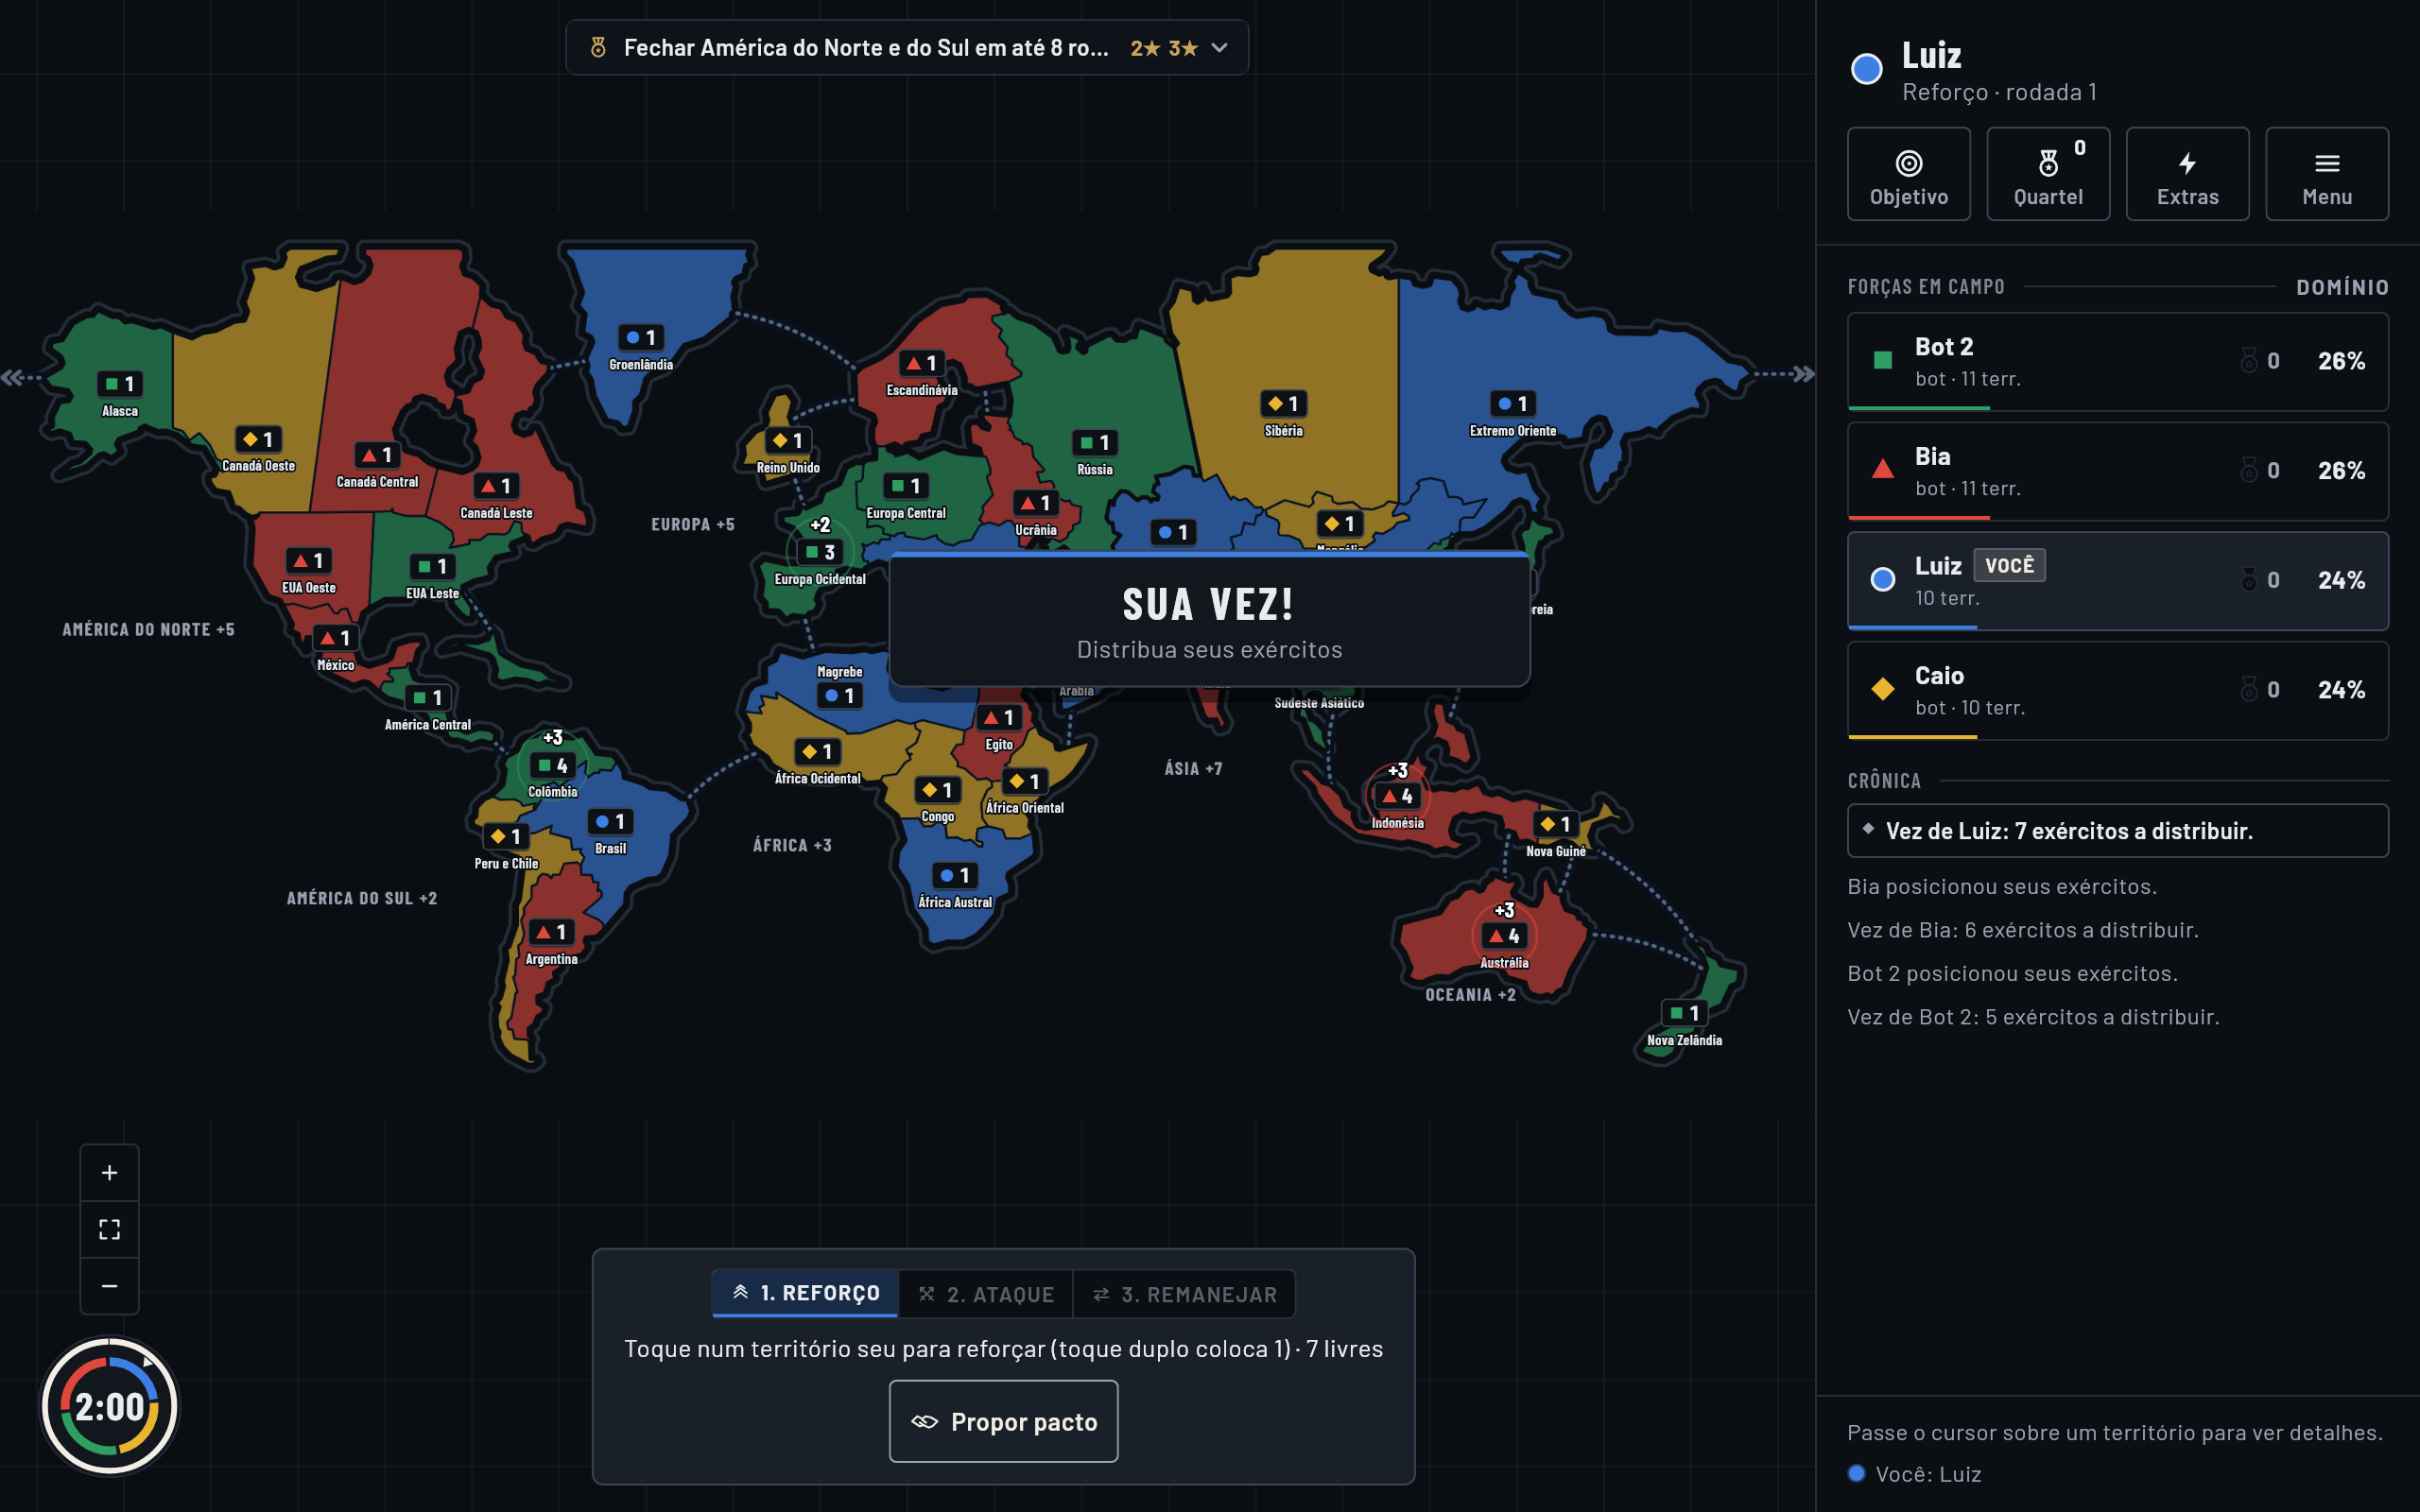 Fechar América do Norte e do Sul em até 8 ro... 2★ 3★
Luiz
Reforço · rodada 1
Objetivo
0
Quartel
Extras
Menu
FORÇAS EM CAMPO
DOMÍNIO
Bot 2
bot · 11 terr.
0
26%
Bia
bot · 11 terr.
0
26%
Luiz VOCÊ
10 terr.
0
24%
Caio
bot · 10 terr.
0
24%
CRÔNICA
Vez de Luiz: 7 exércitos a distribuir.
Bia posicionou seus exércitos.
Vez de Bia: 6 exércitos a distribuir.
Bot 2 posicionou seus exércitos.
Vez de Bot 2: 5 exércitos a distribuir.
Passe o cursor sobre um território para ver detalhes.
Você: Luiz
1
Alasca
1
Canadá Oeste
1
Canadá Central
1
Canadá Leste
1
Groenlândia
1
EUA Oeste
1
EUA Leste
1
México
1
América Central
AMÉRICA DO NORTE +5
+3
4
Colômbia
1
Peru e Chile
1
Brasil
1
Argentina
AMÉRICA DO SUL +2
1
Escandinávia
1
Reino Unido
1
Europa Central
1
Ucrânia
1
Rússia
+2
3
Europa Ocidental
EUROPA +5
1
Sibéria
1
Extremo Oriente
1
1
SUA VEZ!
Distribua seus exércitos
Arábia
Sudeste Asiático
ÁSIA +7
Magrebe
1
1
Egito
1
África Ocidental
1
Congo
1
África Oriental
1
África Austral
ÁFRICA +3
+3
4
Indonésia
1
Nova Guiné
+3
4
Austrália
OCEANIA +2
1
Nova Zelândia
+
−
2:00
1. REFORÇO
2. ATAQUE
3. REMANEJAR
Toque num território seu para reforçar (toque duplo coloca 1) · 7 livres
Propor pacto